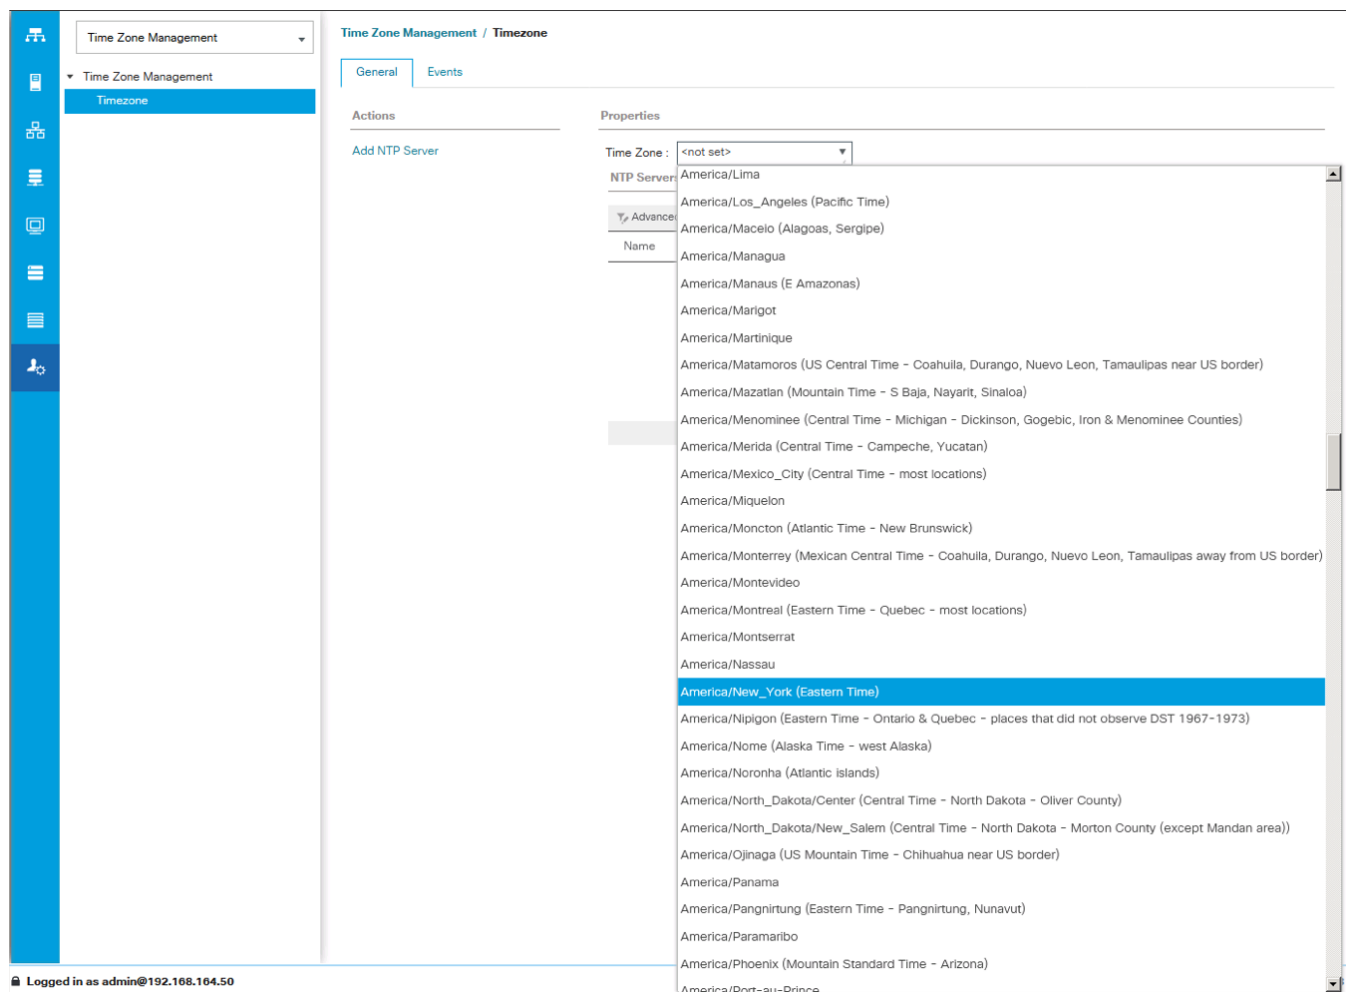 Time Zone Management
Time Zone Management
Timezone
Time Zone Management / Timezone
General Events
Actions
Add NTP Server
Properties
Time Zone : <not set>
NTP Server
Advance
Name
America/Lima
America/Los_Angeles (Pacific Time)
America/Maceio (Alagoas, Sergipe)
America/Managua
America/Manaus (E Amazonas)
America/Marigot
America/Martinique
America/Matamoros (US Central Time - Coahuila, Durango, Nuevo Leon, Tamaulipas near US border)
America/Mazatlan (Mountain Time - S Baja, Nayarit, Sinaloa)
America/Menominee (Central Time - Michigan - Dickinson, Gogebic, Iron & Menominee Counties)
America/Merida (Central Time - Campeche, Yucatan)
America/Mexico_City (Central Time - most locations)
America/Miquelon
America/Moncton (Atlantic Time - New Brunswick)
America/Monterrey (Mexican Central Time - Coahuila, Durango, Nuevo Leon, Tamaulipas away from US border)
America/Montevideo
America/Montreal (Eastern Time - Quebec - most locations)
America/Montserrat
America/Nassau
America/New_York (Eastern Time)
America/Nipigon (Eastern Time - Ontario & Quebec - places that did not observe DST 1967-1973)
America/Nome (Alaska Time - west Alaska)
America/Noronha (Atlantic islands)
America/North_Dakota/Center (Central Time - North Dakota - Oliver County)
America/North_Dakota/New_Salem (Central Time - North Dakota - Morton County (except Mandan area))
America/Ojinaga (US Mountain Time - Chihuahua near US border)
America/Panama
America/Pangnirtung (Eastern Time - Pangnirtung, Nunavut)
America/Paramaribo
America/Phoenix (Mountain Standard Time - Arizona)
America/Port-au-Prince
Logged in as admin@192.168.164.50